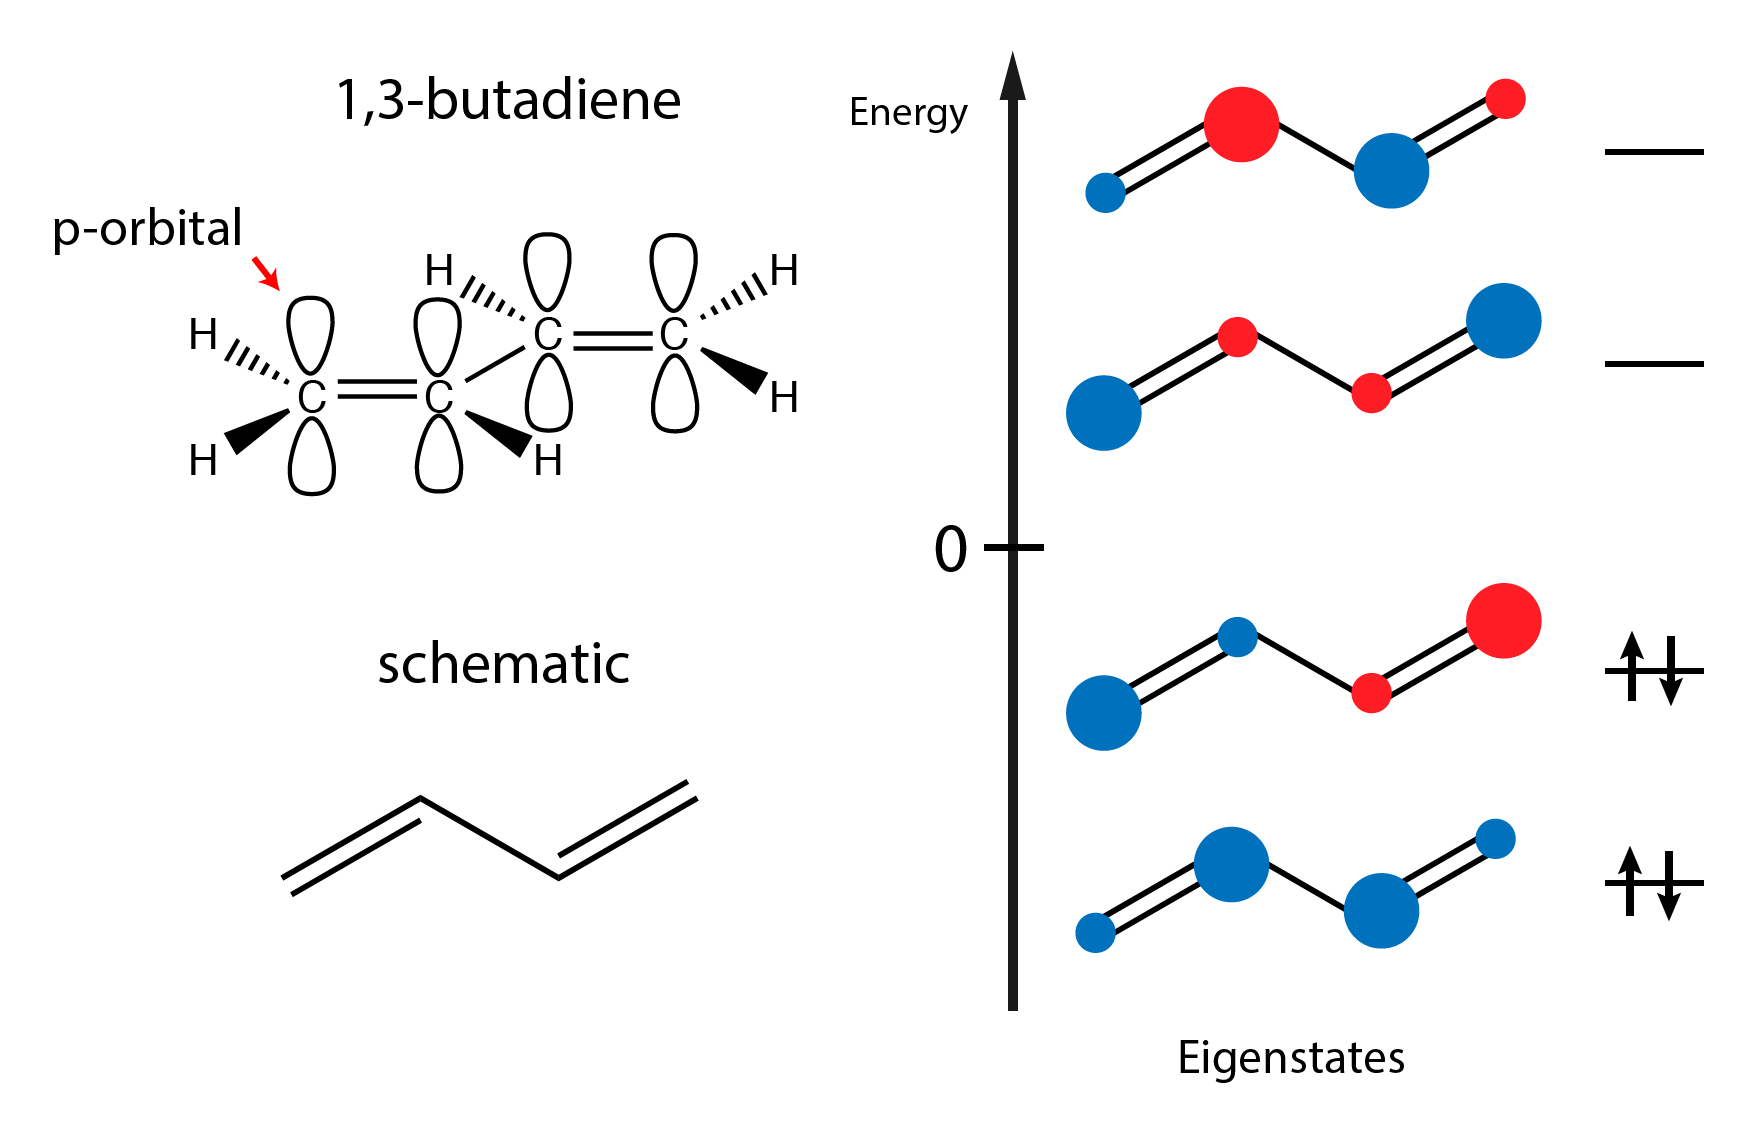 1,3-butadiene
p-orbital
H H H
H C C
C C H
H H
schematic
Energy
0
Eigenstates